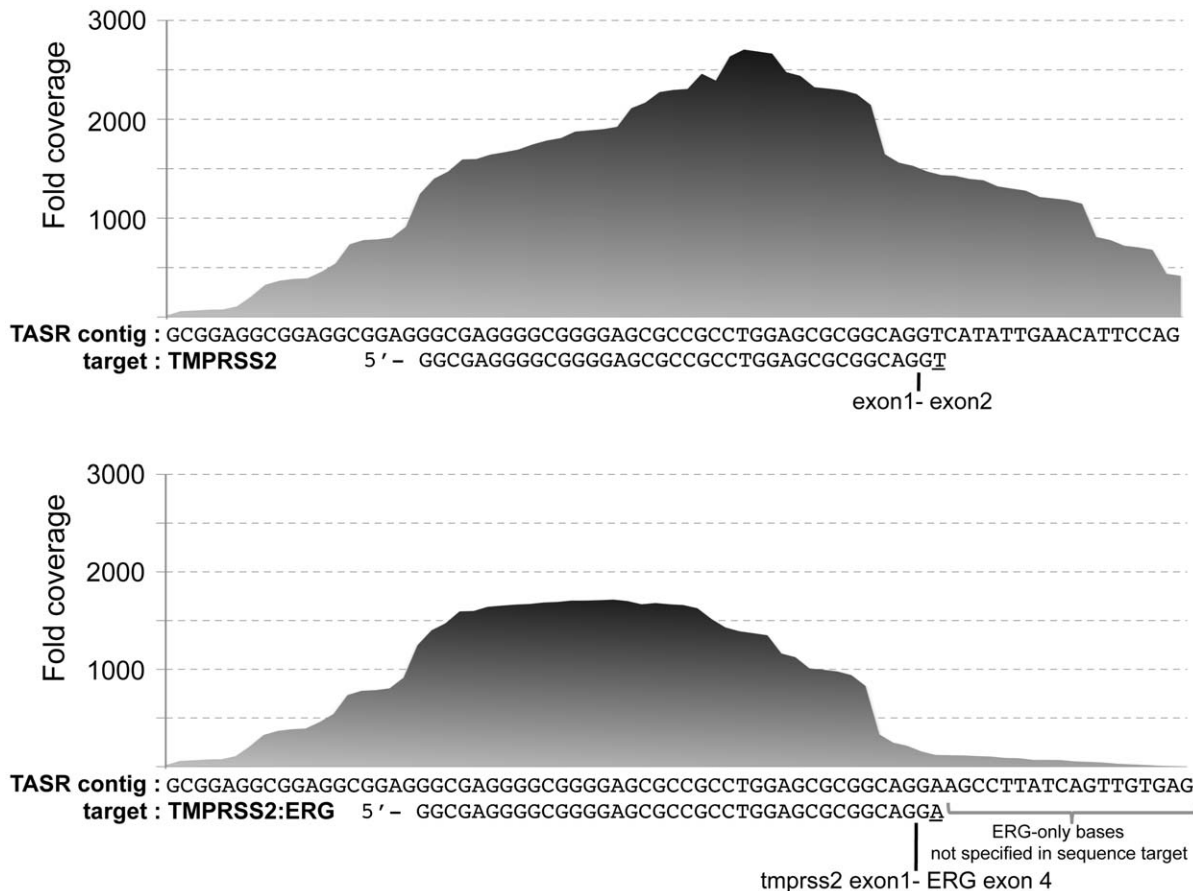 3000
2000
1000
Fold coverage
TASR contig : GCGGAGGCGGAGGCGGAGGGCGAGGGGCGGGGAGCGCCGCCTGGAGCGCGGCAGGTCATATTGAACATTCCAG
target : TMPRSS2 5’– GGCGAGGGGCGGGGAGCGCCGCCTGGAGCGCGGCAGGT
exon1- exon2
3000
2000
1000
Fold coverage
TASR contig : GCGGAGGCGGAGGCGGAGGGCGAGGGGCGGGGAGCGCCGCCTGGAGCGCGGCAGGAAGCCTTATCAGTTGTGAG
target : TMPRSS2:ERG 5’– GGCGAGGGGCGGGGAGCGCCGCCTGGAGCGCGGCAGGA
ERG-only bases
not specified in sequence target
tmprss2 exon1- ERG exon 4